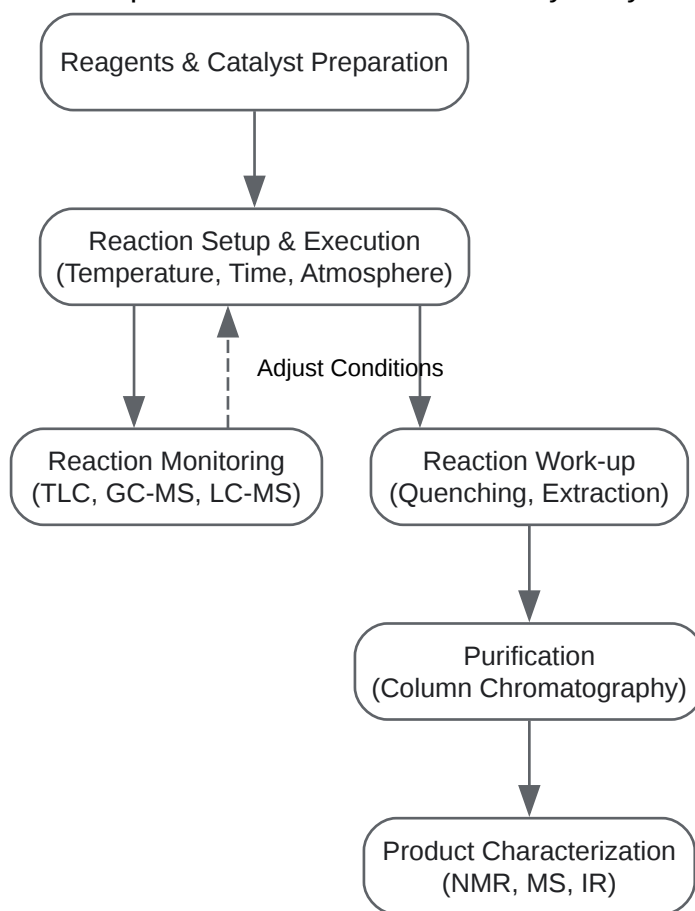 Reagents & Catalyst Preparation
Reaction Setup & Execution
(Temperature, Time, Atmosphere)
Adjust Conditions
Reaction Monitoring
(TLC, GC-MS, LC-MS)
Reaction Work-up
(Quenching, Extraction)
Purification
(Column Chromatography)
Product Characterization
(NMR, MS, IR)